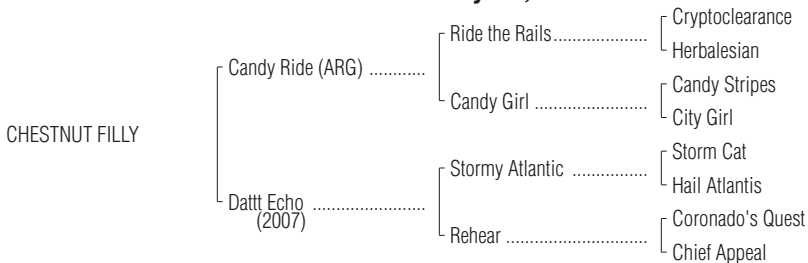 Cryptoclearance
Ride the Rails....................
Herbalesian
Candy Ride (ARG) ............
Candy Stripes
Candy Girl ........................
City Girl
CHESTNUT FILLY
Storm Cat
Stormy Atlantic ................
Hail Atlantis
Dattt Echo ........................
(2007)
Coronado's Quest
Rehear ..............................
Chief Appeal